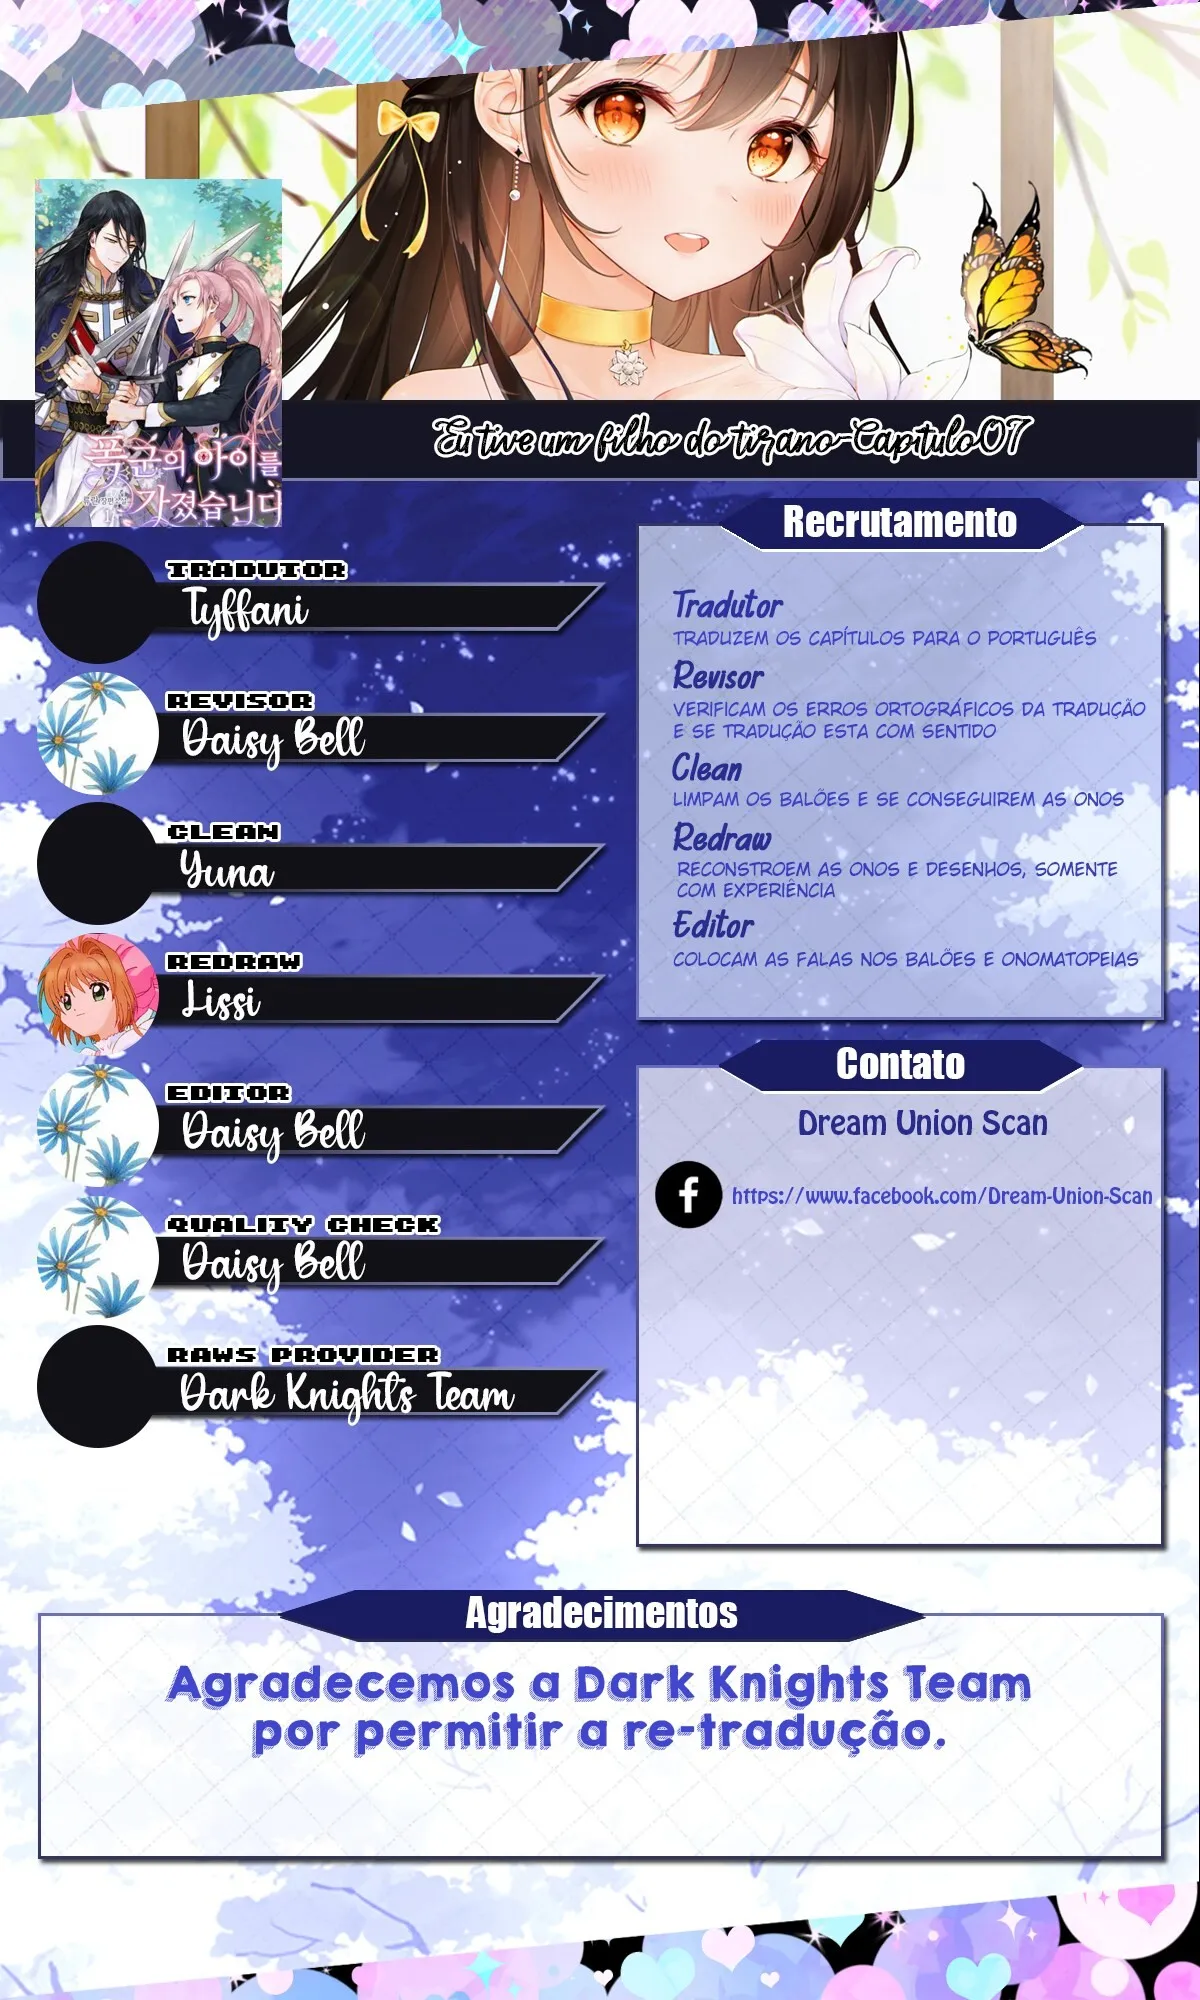 Eu tive um filho do tirano-Capitulo07
폭군의 아이를
가졌습니다
1
TRADUTOR
Tyffani
REVISOR
Daisy Bell
CLEAN
Yuna
REDRAW
Lissi
EDITOR
Daisy Bell
QUALITY CHECK
Daisy Bell
RAWS PROVIDER
Dark Knights Team
Recrutamento
Tradutor
TRADUZEM OS CAPÍTULOS PARA O PORTUGUÊS
Revisor
VERIFICAM OS ERROS ORTOGRÁFICOS DA TRADUÇÃO
E SE TRADUÇÃO ESTA COM SENTIDO
Clean
LIMPAM OS BALÕES E SE CONSEGUIREM AS ONOS
Redraw
RECONSTROEM AS ONOS E DESENHOS, SOMENTE
COM EXPERIÊNCIA
Editor
COLOCAM AS FALAS NOS BALÕES E ONOMATOPEIAS
Contato
Dream Union Scan
https://www.facebook.com/Dream-Union-Scan
Agradecimentos
Agradecemos a Dark Knights Team
por permitir a re-tradução.